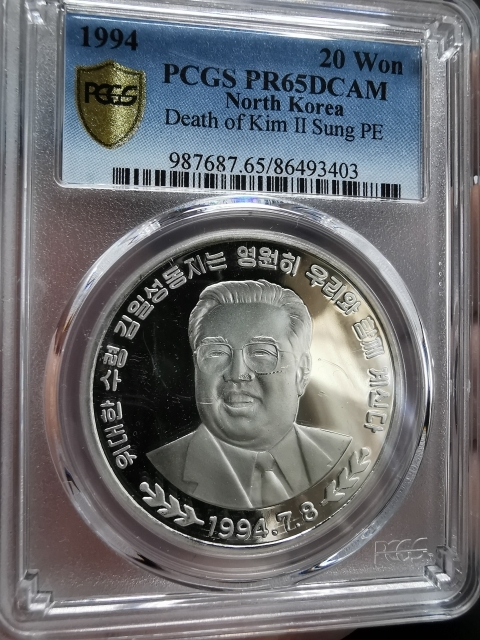 1994
20 Won
PCGS
PCGS PR65DCAM
North Korea
Death of Kim Il Sung PE
987687.65/86493403
위대한 수령 김일성동지는 영원히 우리와 함께 계신다
1994.7.8
PCGS